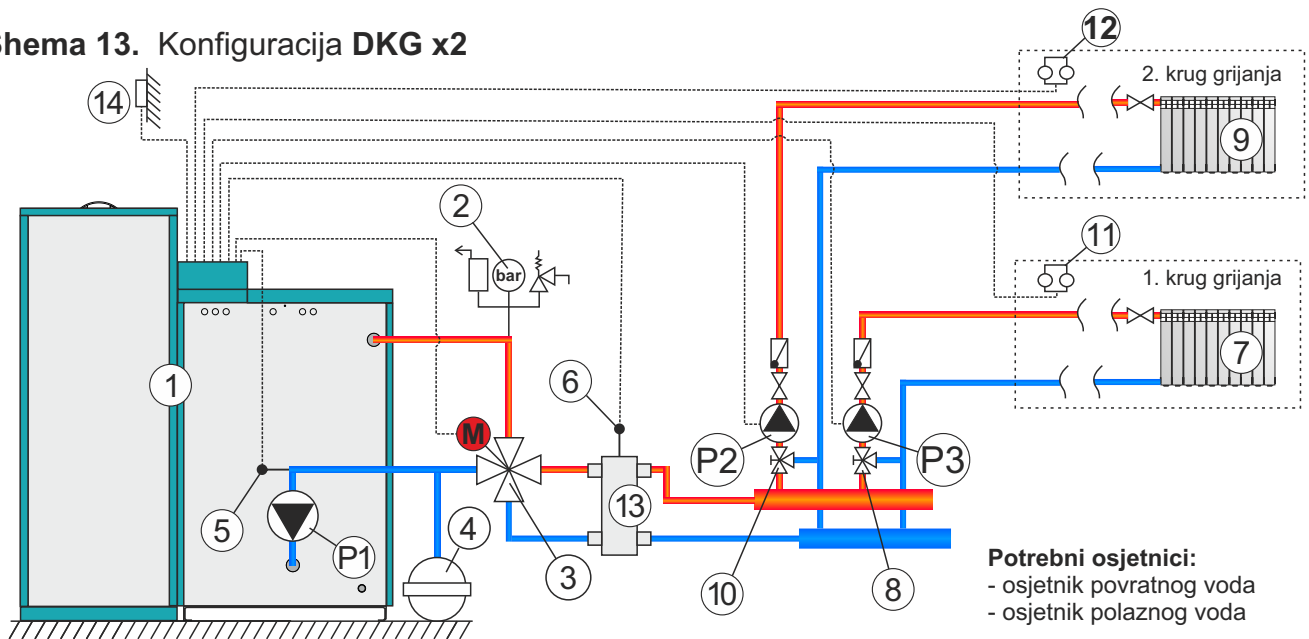 Shema 13. Konfiguracija DKG x2
12
2. krug grijanja
14
9
2
11
bar
1. krug grijanja
1
6
7
M
P2
P3
5
P1
4
13
3
10
8
Potrebni osjetnici:
- osjetnik povratnog voda
- osjetnik polaznog voda